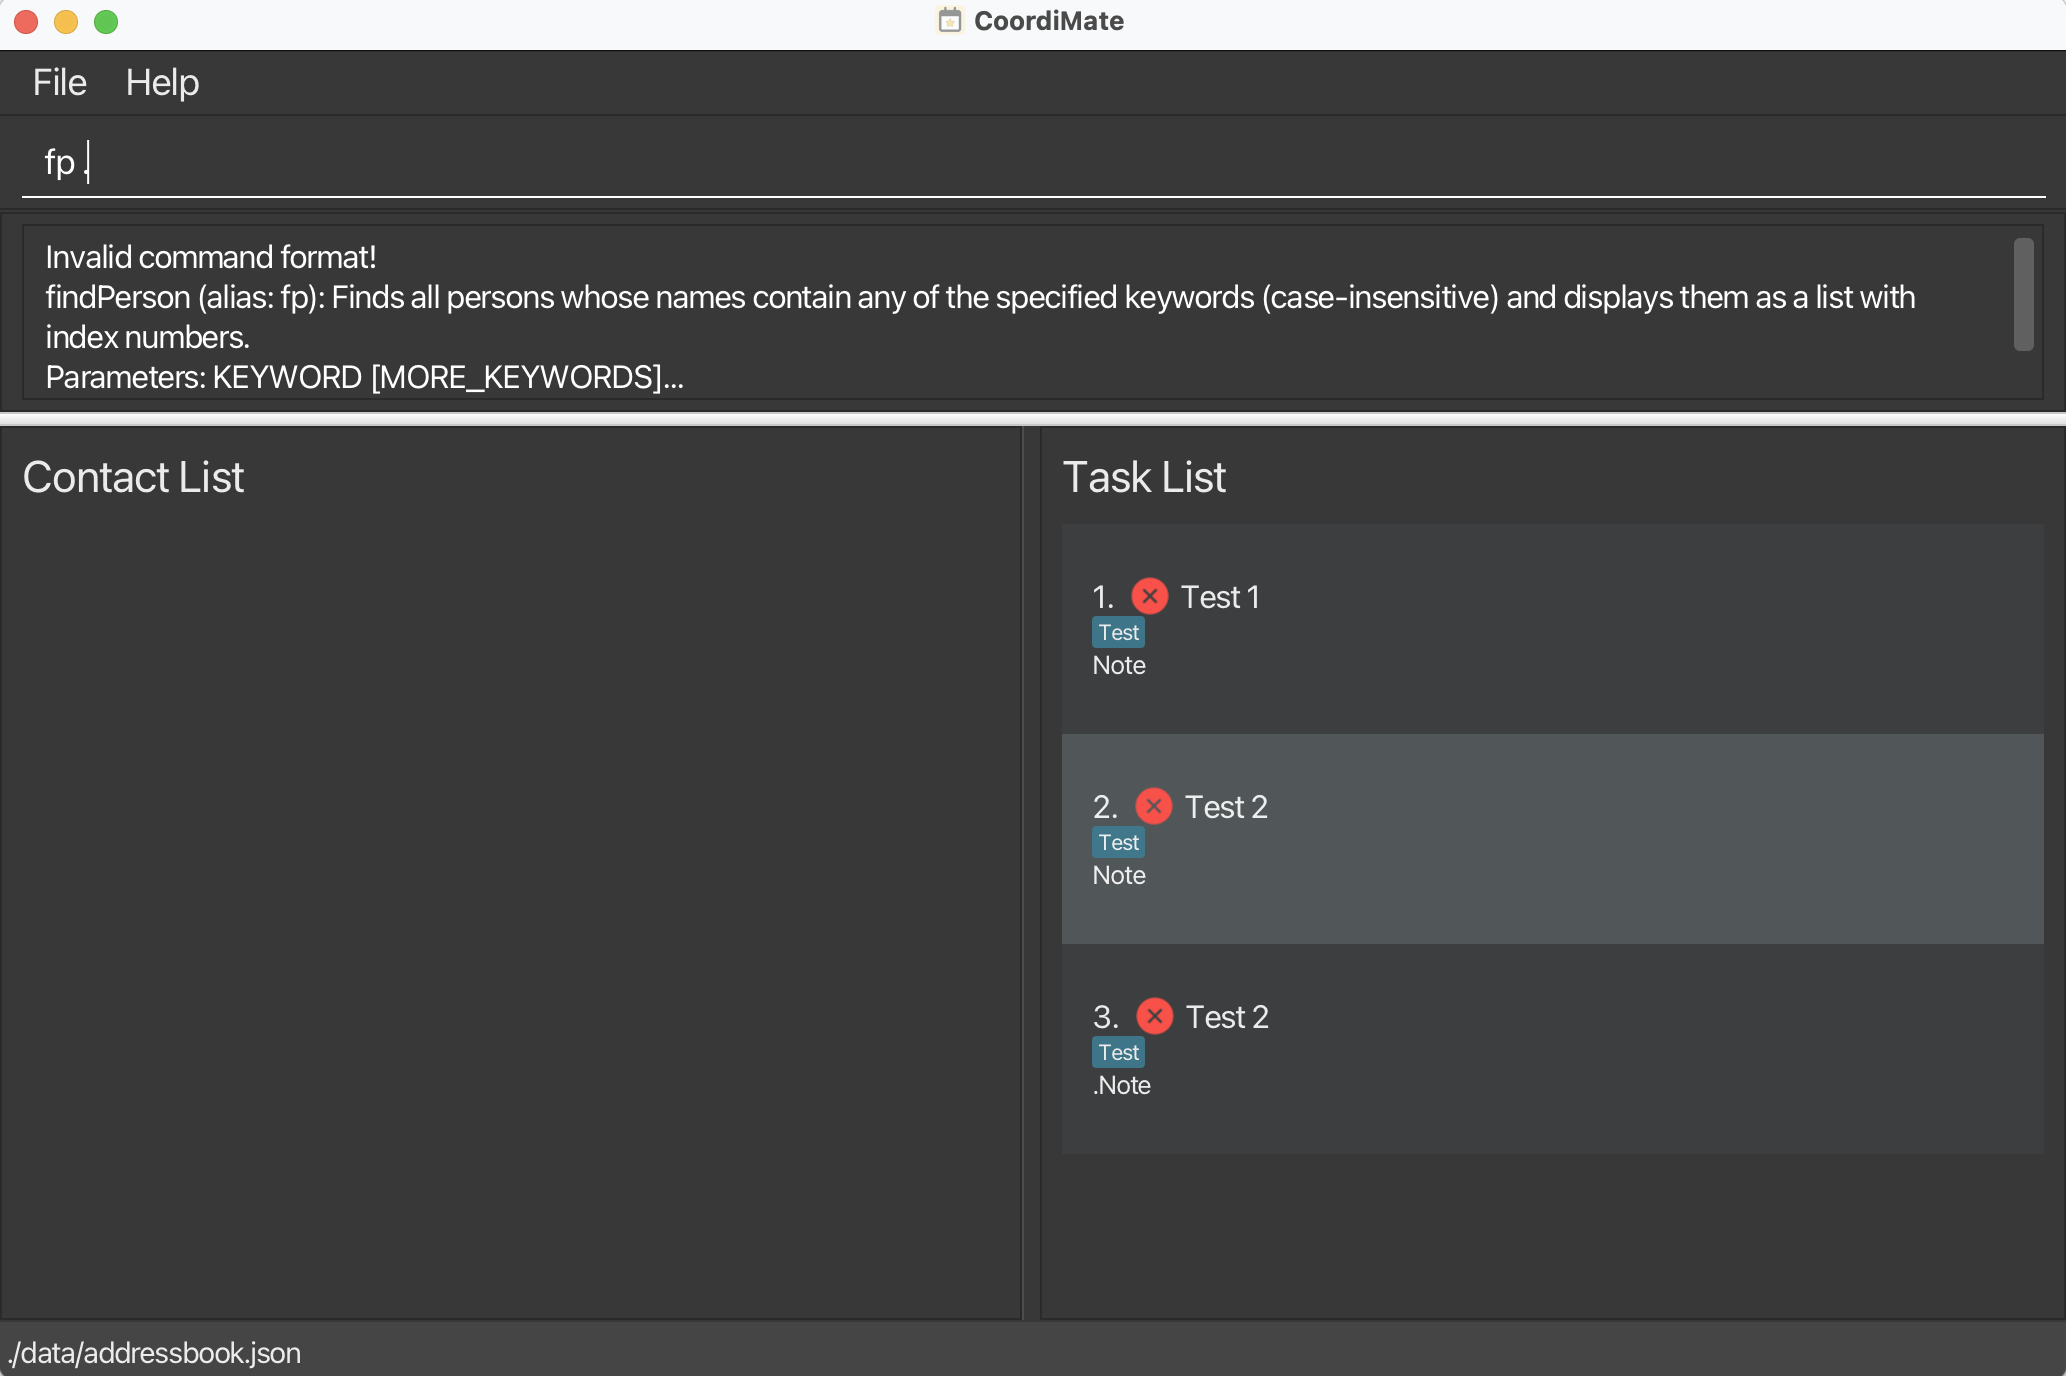 CoordiMate
File Help
fp .
Invalid command format!
findPerson (alias: fp): Finds all persons whose names contain any of the specified keywords (case-insensitive) and displays them as a list with
index numbers.
Parameters: KEYWORD [MORE_KEYWORDS]...
Contact List
Task List
1. Test 1
Test
Note
2. Test 2
Test
Note
3. Test 2
Test
.Note
./data/addressbook.json